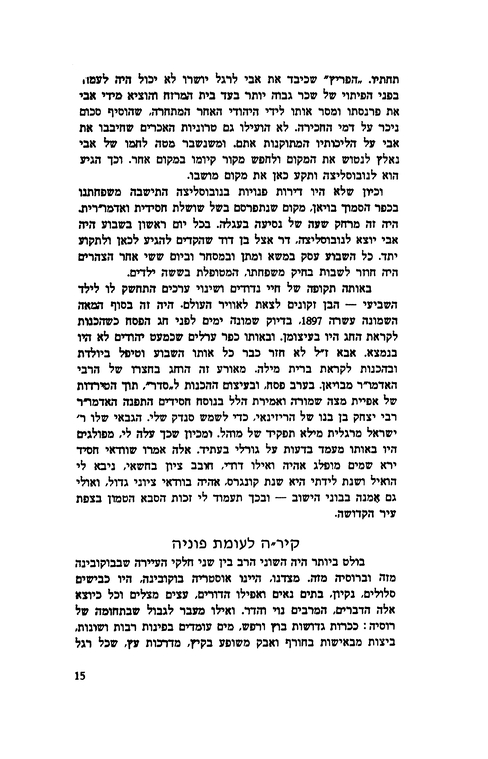 תחתיו. „הפריץ״ שכיבד את אבי לרגל יושרו לא יכול היה לעמוד
בפני הפיתוי של שכר גבוה יותר בעד בית המרזח והוציא מידי אבי
את פרנסתו ומסר אותו לידי היהודי האחר המתחרה, שהוסיף סכום
ניכר על דמי החכירה. לא הועילו גם טרוניות האכרים שחיבבו את
אבי על הליכותיו המתוקנות אתם. ומשנשבר מטה לחמו של אבי
נאלץ לנטוש את המקום ולחפש מקור קיומו במקום אחר. וכך הגיע
הוא לנובוסליצה ותקע כאן את מקום מושבו.
וכיון שלא היו דירות פנויות בנובוסליצה התישבה משפחתנו
בכפר הסמוך בויאן, מקום שנתפרסם בשל שושלת חסידית ואדמו״רית.
היה זה מרחק שעה של נסיעה בעגלה. בכל יום ראשון בשבוע היה
אבי יוצא לנובוסליצה, דר אצל בן דוד שהקדים להגיע לכאן ולתקוע
יתד. כל השבוע עסק במשא ומתן ובמסחר וביום ששי אחר הצהרים
היה חוזר לשבות בחיק משפחתו, המטופלת בששה ילדים.
באותה תקופה של חיי נדודים ושינוי ערכים התחשק לו לילד
השביעי — הבן זקונים לצאת לאוויר העולם. היה זה בסוף המאה
השמונה עשרה 1897, בדיוק שמונה ימים לפני חג הפסח כשהכנות
לקראת החג היו בעיצומן. ובאותו כפר ערלים שכמעט יהודים לא היו
בנמצא. אבא ז״ל לא חזר כבר כל אותו השבוע וטיפל ביולדת
ובהכנות לקראת ברית מילה. מאורע זה הוחג בחצרו של הרבי
האדמו״ר מבויאן. בערב פסח, ובעיצום ההכנות ל„סדר״, תוך הטירדות
של אפיית מצה שמורה ואמירת הלל בנוסח חסידים התפנה האדמו״ר
רבי יצחק בן בנו של הריזינאי, כדי לשמש סנדק שלי. הגבאי שלו ר׳
ישראל מרגלית מילא תפקיד של מוהל. ומכיון שכך עלה לי, מפולגים
היו באותו מעמד בדעות על גורלי בעתיד. אלה אמרו שוודאי חסיד
ירא שמים מופלג אהיה ואילו דודי, חובב ציון בחשאי, ניבא לי
הואיל ושנת לידתי היא שנת קונגרס, אהיה בוודאי ציוני גדול, ואולי
גם אֶמנה בבוני הישוב — ובכך תעמוד לי זכות הסבא הטמון בצפת
עיר הקדושה.
קיר״ה לעומת פוניה
בולט ביותר היה השוני הרב בין שני חלקי העיירה שבבוקובינה
מזה וברוסיה מזה. מצדנו, היינו אוסטריה בוקובינה, היו כבישים
סלולים, נקיון, בתים נאים ואפילו הדורים, עצים מצלים וכל כיוצא
אלה הדברים, המרבים נוי והדר. ואילו מעבר לגבול שבתחומה של
רוסיה: ככרות גדושות בוץ ורפש, מים עומדים בפינות רבות ושונות,
ביצות מבאישות בחורף ואבק משופע בקיץ, מדרכות עץ, שכל רגל
15